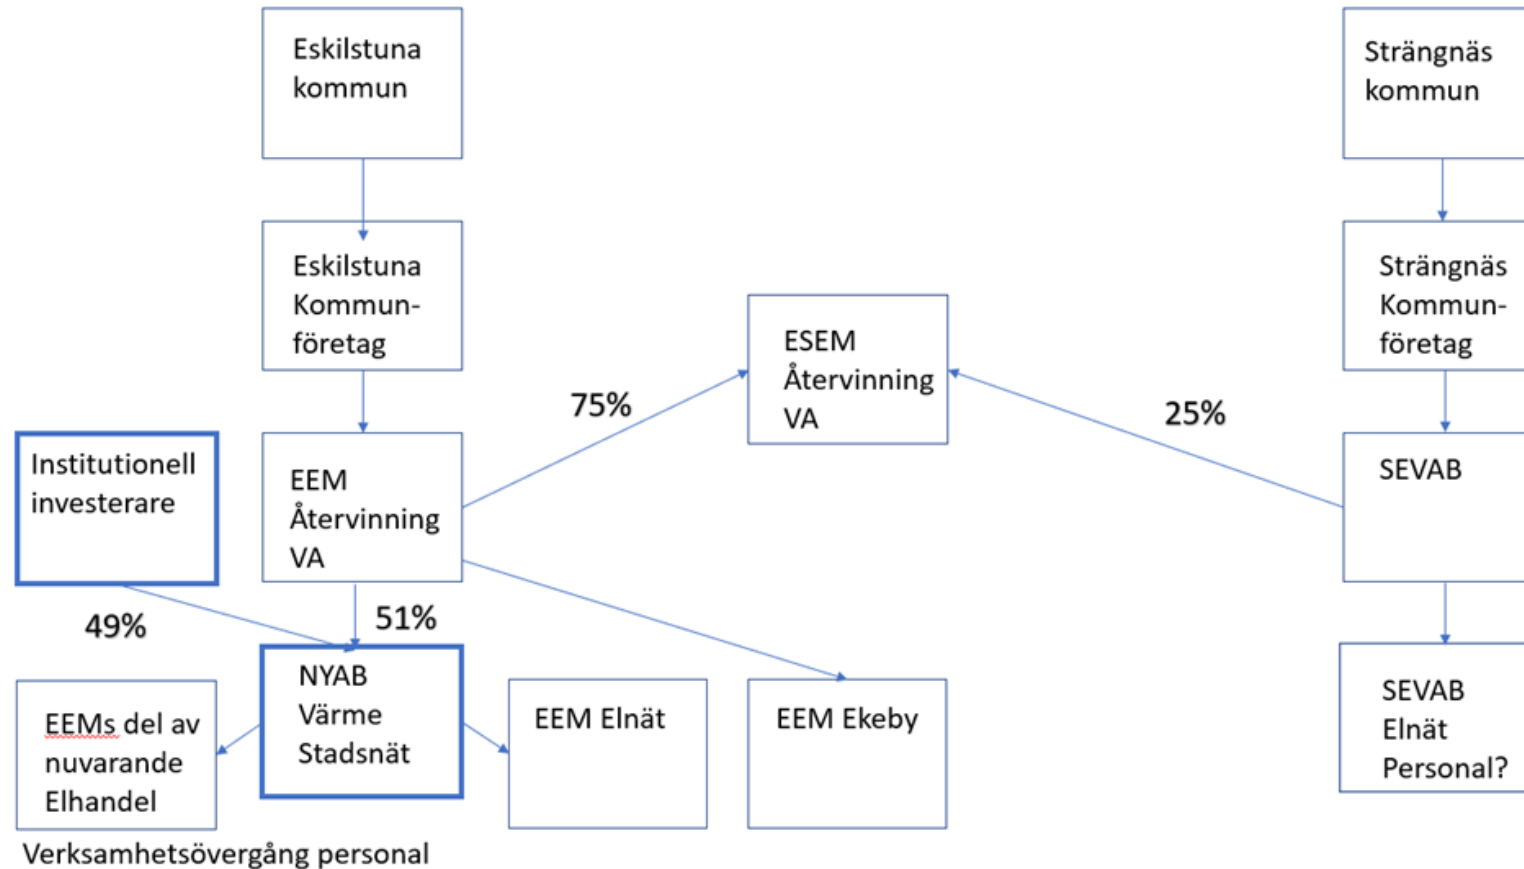 Eskilstuna
kommun
Strängnäs
kommun
Eskilstuna
Kommun-
företag
Strängnäs
Kommun-
företag
ESEM
Återvinning
VA
75%
25%
Institutionell
investerare
EEM
Återvinning
VA
SEVAB
49%
51%
NYAB
Värme
Stadsnät
EEMs del av
nuvarande
Elhandel
EEM Elnät
EEM Ekeby
SEVAB
Elnät
Personal?
Verksamhetsövergång personal